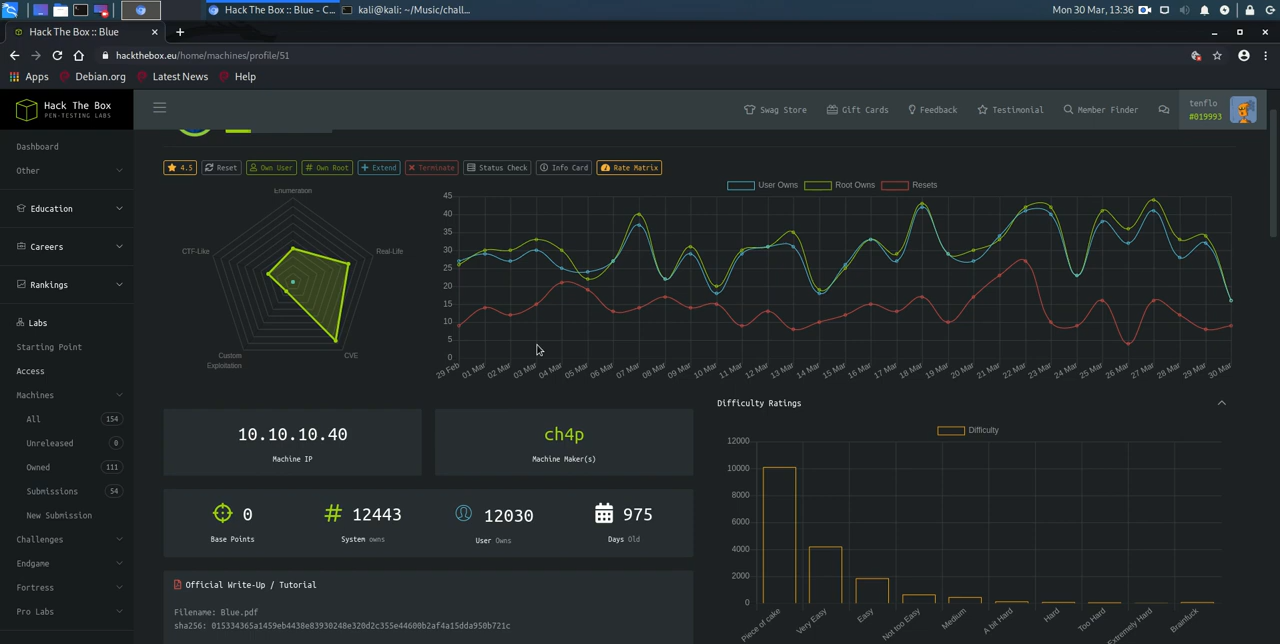 Hack The Box :: Blue - C... kali@kali: ~/Music/chall... Mon 30 Mar, 13:36
Hack The Box :: Blue
hackthebox.eu/home/machines/profile/51
Apps Debian.org Latest News Help
Hack The Box
PEN-TESTING LABS
Swag Store Gift Cards Feedback Testimonial Member Finder
tenflo
#019993
Dashboard
Other
Education
Careers
Rankings
Labs
Starting Point
Access
Machines
All 154
Unreleased 0
Owned 111
Submissions 54
New Submission
Challenges
Endgame
Fortress
Pro Labs
4.5 Reset Own User Own Root Extend Terminate Status Check Info Card Rate Matrix
Enumeration
CTF-Like
Real-Life
Custom
Exploitation
CVE
User Owns Root Owns Resets
45
40
35
30
25
20
15
10
5
0
29 Feb 01 Mar 02 Mar 03 Mar 04 Mar 05 Mar 06 Mar 07 Mar 08 Mar 09 Mar 10 Mar 11 Mar 12 Mar 13 Mar 14 Mar 15 Mar 16 Mar 17 Mar 18 Mar 19 Mar 20 Mar 21 Mar 22 Mar 23 Mar 24 Mar 25 Mar 26 Mar 27 Mar 28 Mar 29 Mar 30 Mar
10.10.10.40
Machine IP
ch4p
Machine Maker(s)
0
Base Points
# 12443
System owns
12030
User Owns
975
Days Old
Official Write-Up / Tutorial
Filename: Blue.pdf
sha256: 015334365a1459eb4438e83930248e320d2c355e44600b2af4a15dda950b721c
Difficulty Ratings
Difficulty
12000
10000
8000
6000
4000
2000
0
Piece of cake Very Easy Easy Not too Easy Medium A bit Hard Hard Too Hard Extremely Hard Brainfuck